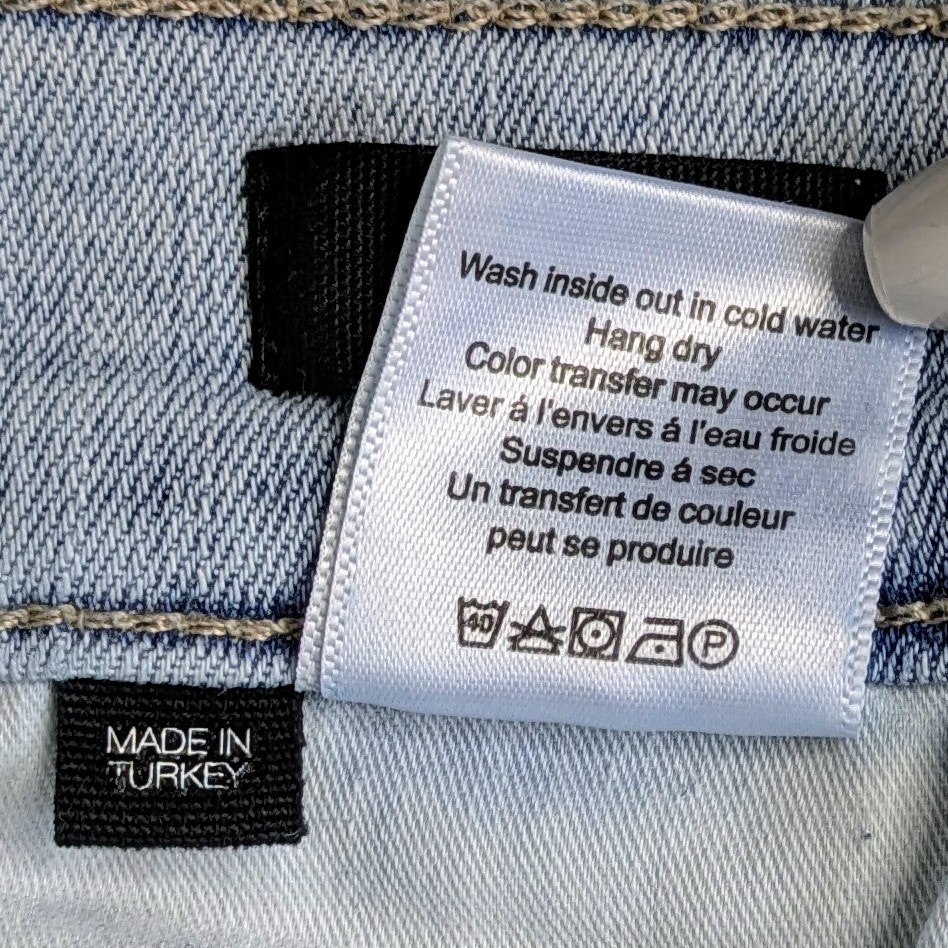 Wash inside out in cold water
Hang dry
Color transfer may occur
Laver á l'envers á l'eau froide
Suspendre á sec
Un transfert de couleur
peut se produire
40 P
MADE IN
TURKEY